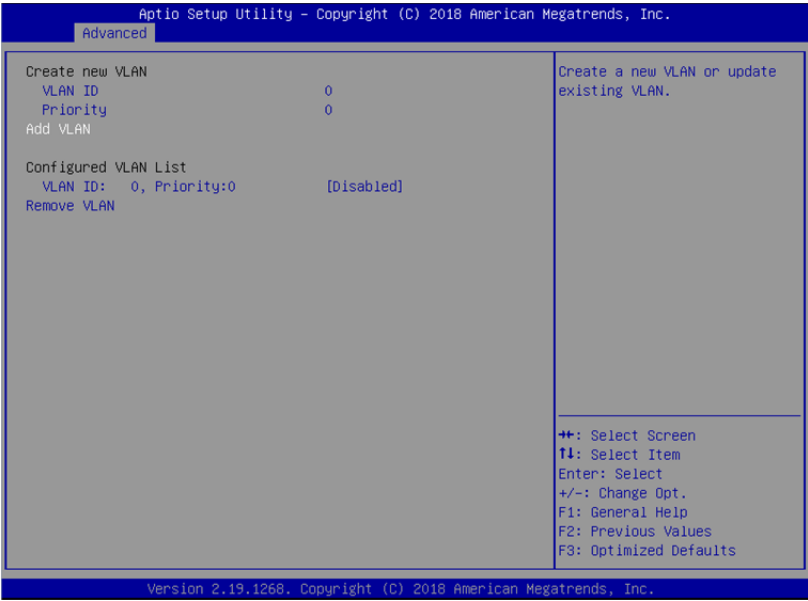 Aptio Setup Utility – Copyright (C) 2018 American Megatrends, Inc.
Advanced
Create new VLAN
VLAN ID 0
Priority 0
Add VLAN
Configured VLAN List
VLAN ID: 0, Priority:0 [Disabled]
Remove VLAN
Create a new VLAN or update
existing VLAN.
→←: Select Screen
↑↓: Select Item
Enter: Select
+/-: Change Opt.
F1: General Help
F2: Previous Values
F3: Optimized Defaults
Version 2.19.1268. Copyright (C) 2018 American Megatrends, Inc.